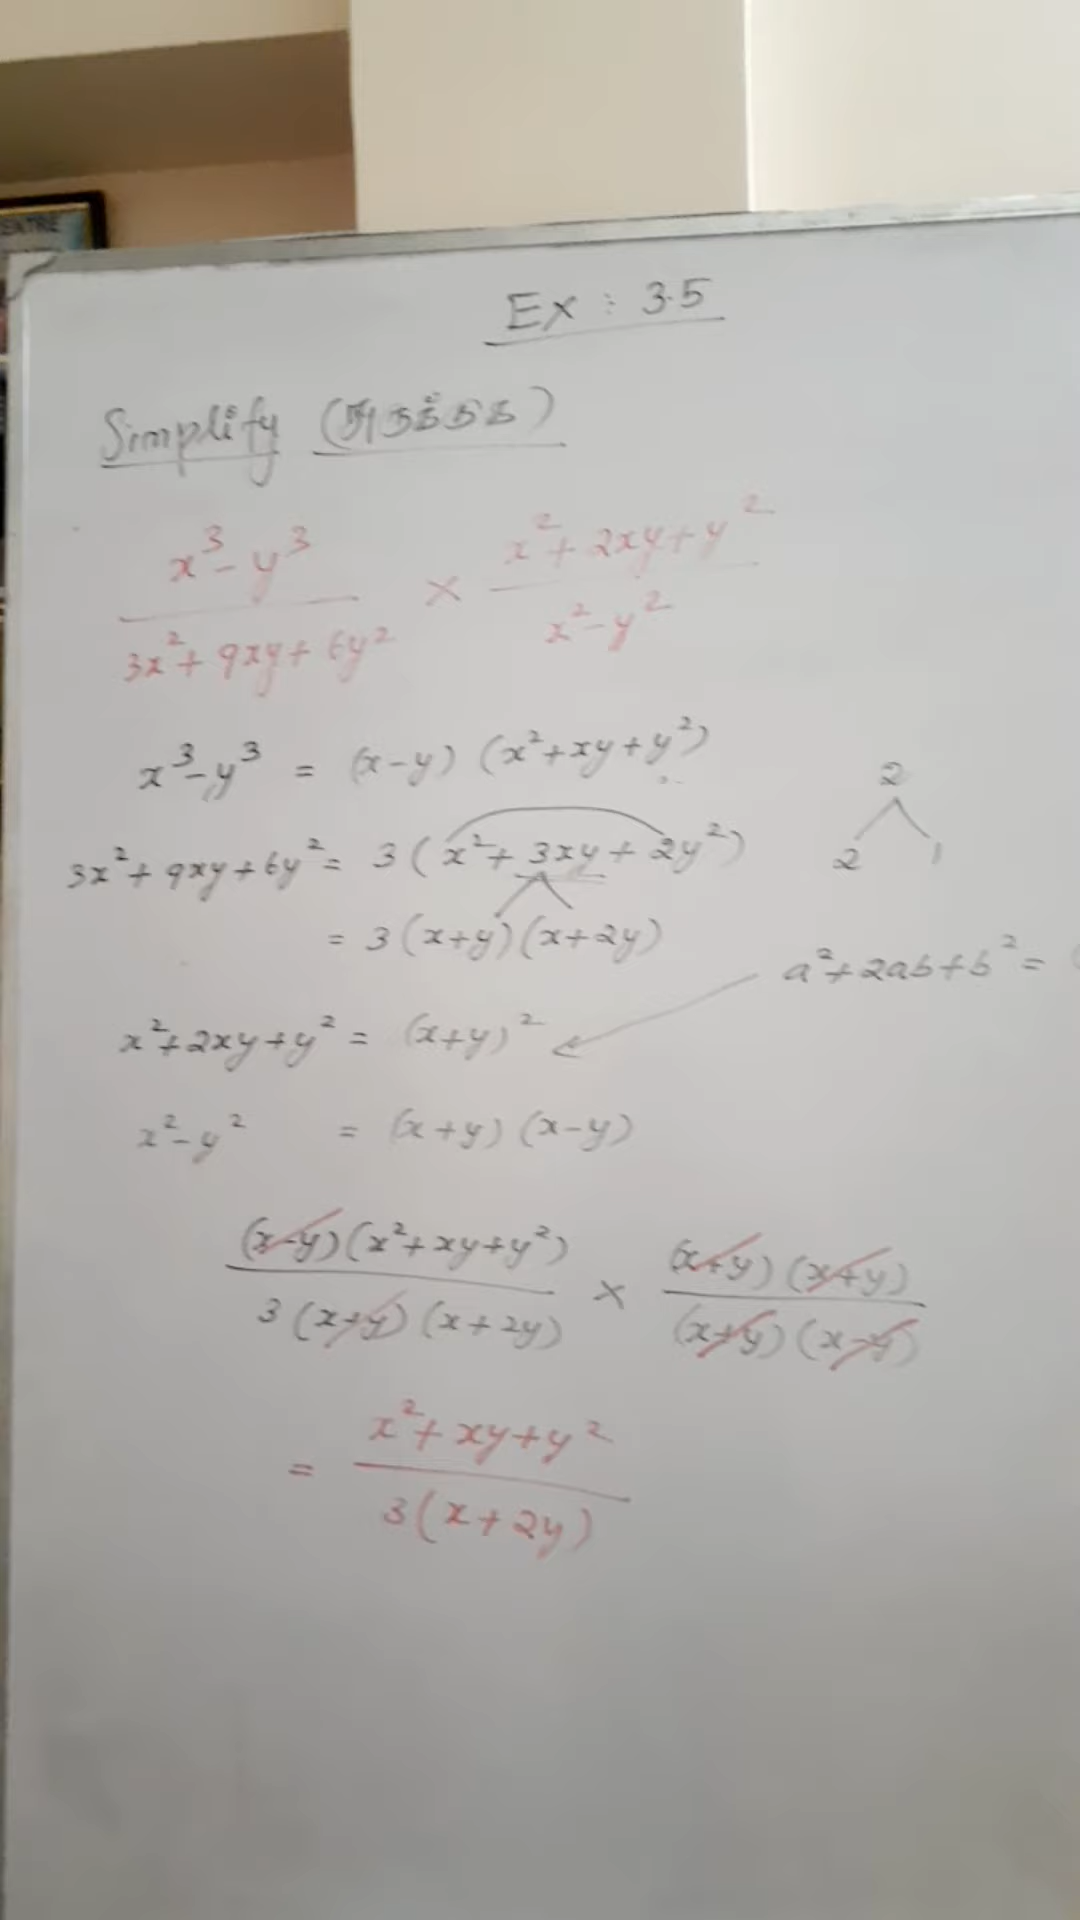 ENTRE
Ex : 3.5
Simplify (சுருக்குக)
x³-y³ / 3x²+9xy+6y² × x²+2xy+y² / x²-y²
x³-y³ = (x-y) (x²+xy+y²)
3x²+9xy+6y² = 3(x²+3xy+2y²)
2
2 1
= 3(x+y)(x+2y)
a²+2ab+b² =
x²+2xy+y² = (x+y)²
x²-y² = (x+y)(x-y)
(x-y)(x²+xy+y²) / 3(x+y)(x+2y) × (x+y)(x+y) / (x+y)(x-y)
= x²+xy+y² / 3(x+2y)